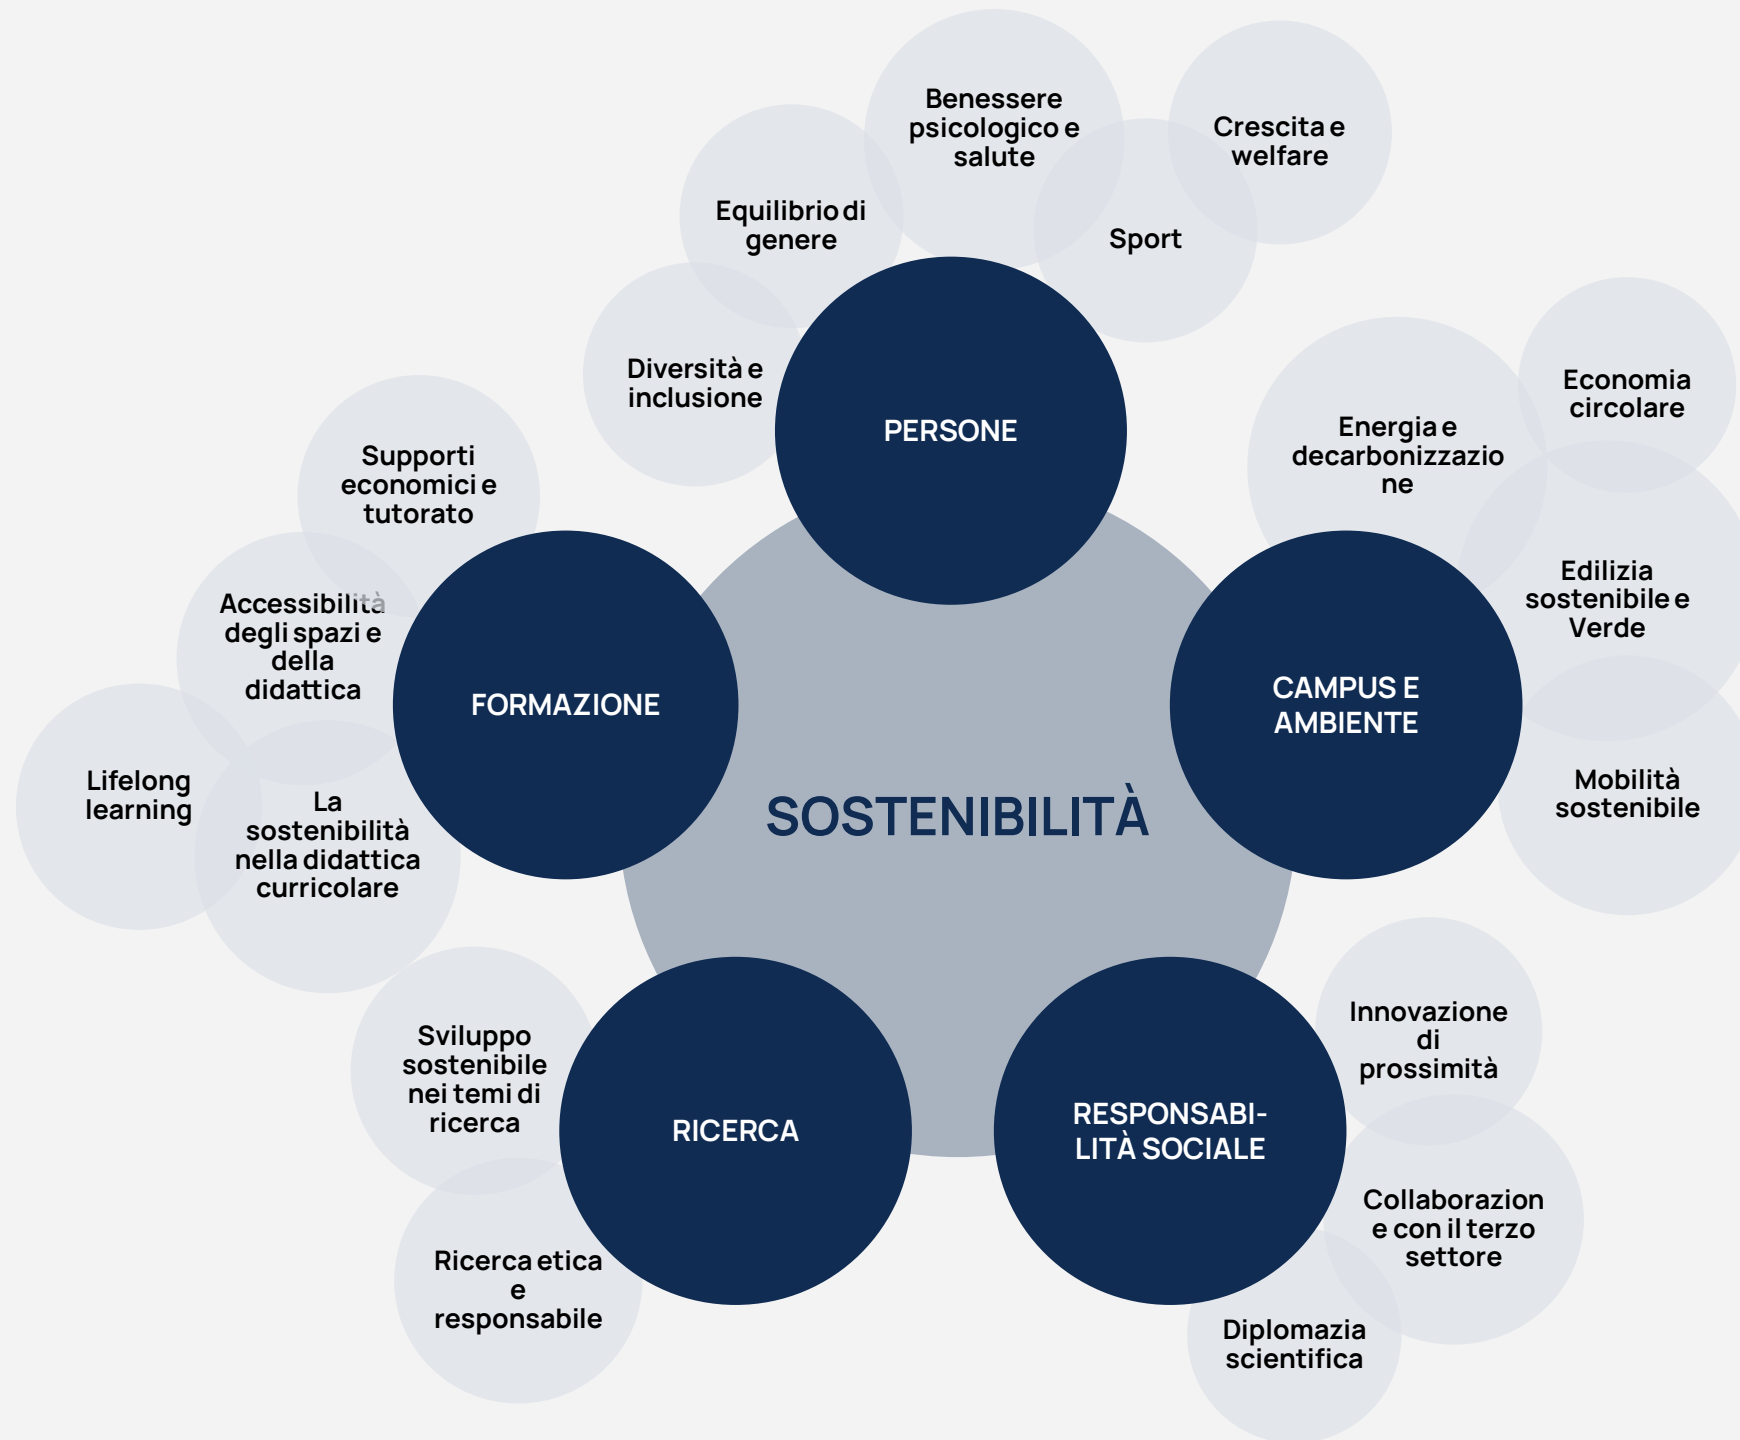 Benessere
psicologico e
salute
Crescita e
welfare
Equilibrio di
genere
Sport
Diversità e
inclusione
PERSONE
Economia
circolare
Energia e
decarbonizzazio
ne
Edilizia
sostenibile e
Verde
CAMPUS E
AMBIENTE
Mobilità
sostenibile
Supporti
economici e
tutorato
Accessibilità
degli spazi e
della
didattica
FORMAZIONE
Lifelong
learning
La
sostenibilità
nella didattica
curricolare
SOSTENIBILITÀ
Sviluppo
sostenibile
nei temi di
ricerca
RICERCA
Ricerca etica
e
responsabile
RESPONSABI-
LITÀ SOCIALE
Innovazione
di
prossimità
Collaborazion
e con il terzo
settore
Diplomazia
scientifica